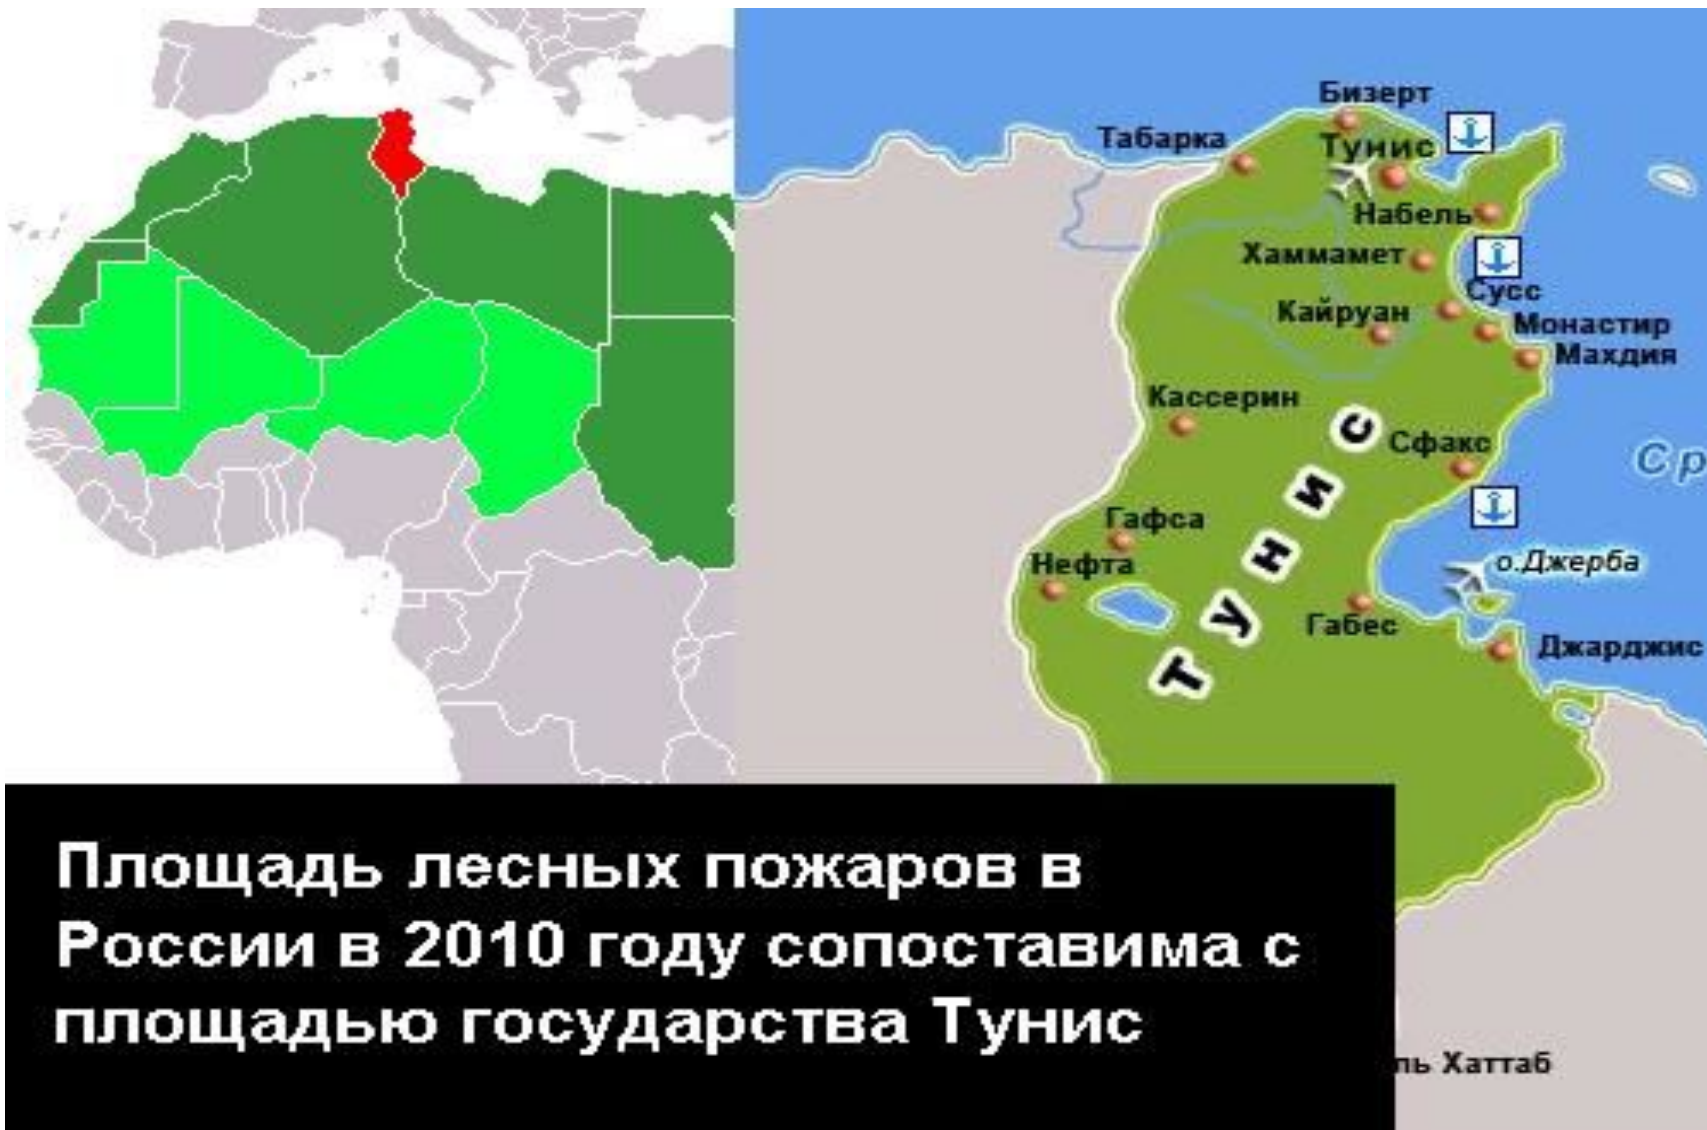 Бизерт
Табарка
Тунис
Набель
Хаммамет
Сусс
Кайруан
Монастир
Махдия
Кассерин
Сфакс
Ср
Гафса
Нефта
о.Джерба
Габес
Джарджис
Тунис
Площадь лесных пожаров в
России в 2010 году сопоставима с
площадью государства Тунис
ль Хаттаб